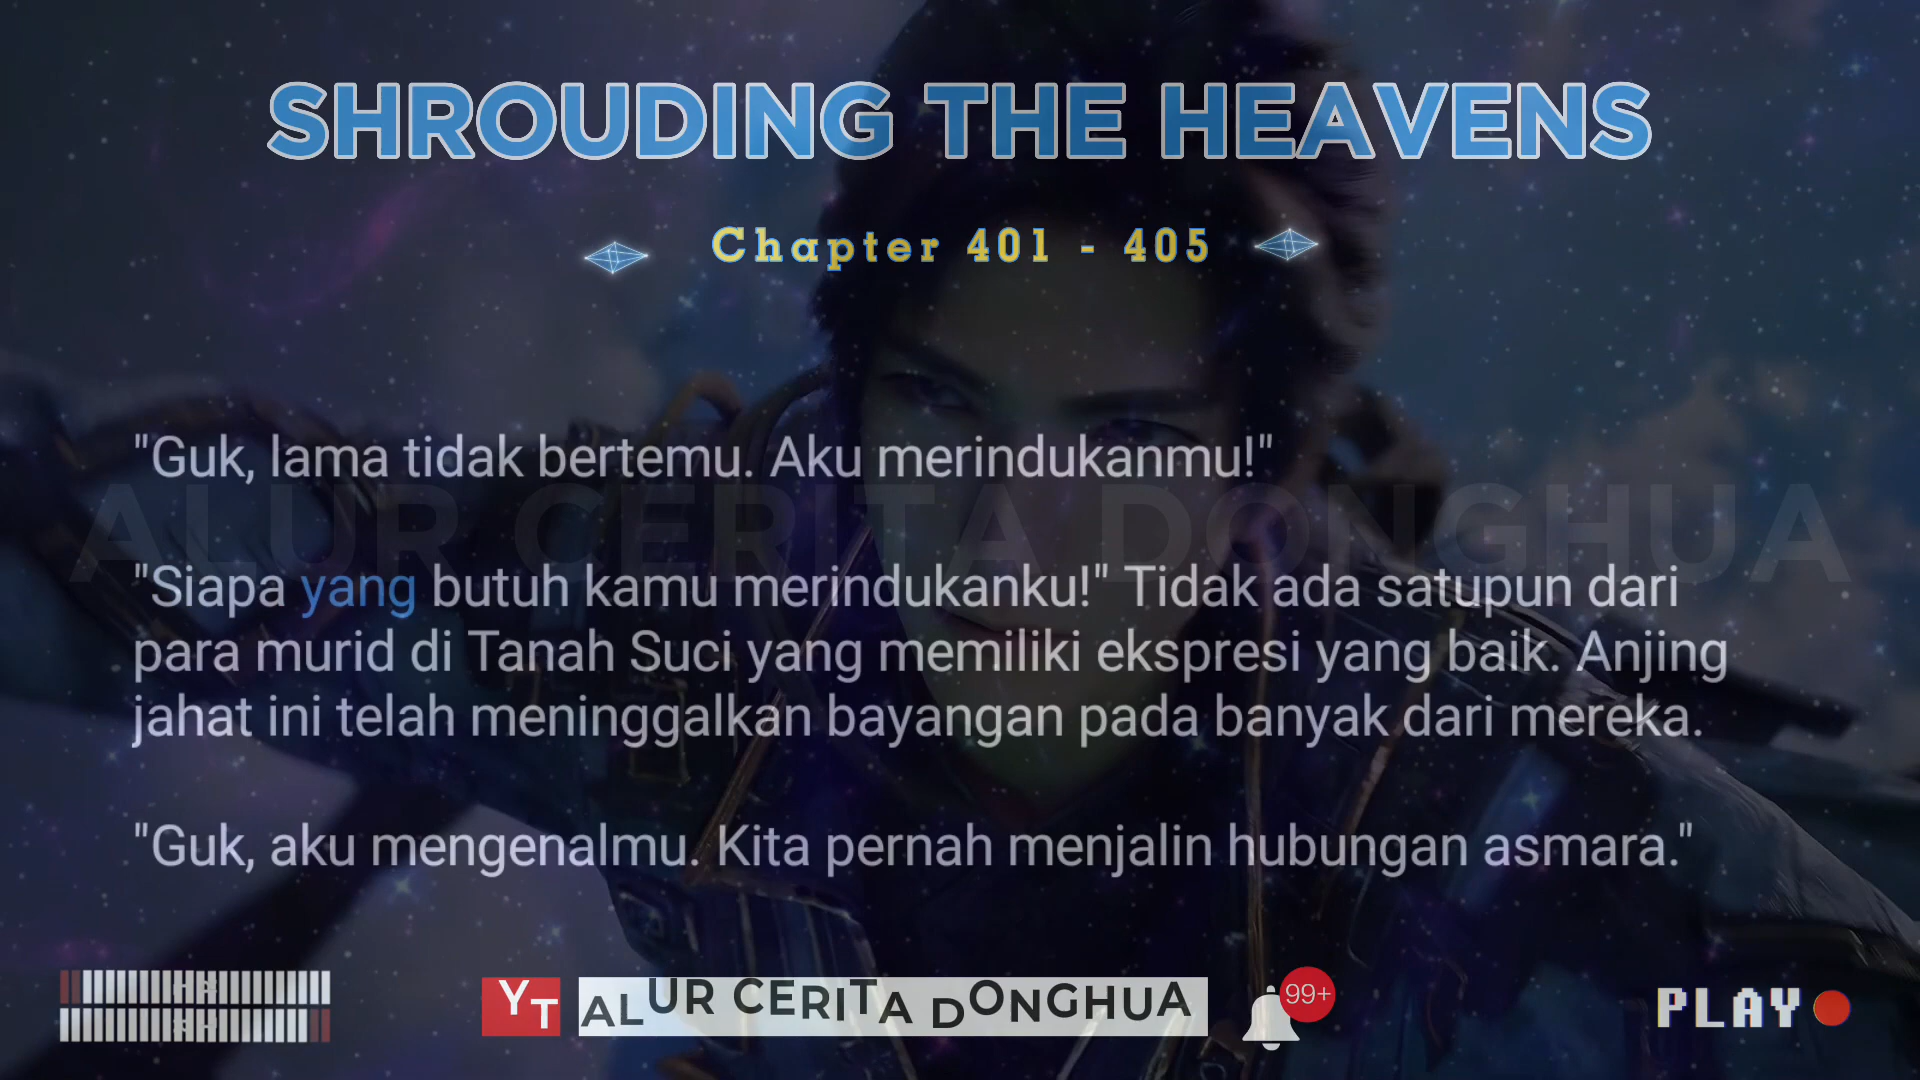 SHROUDING THE HEAVENS
Chapter 401 - 405
"Guk, lama tidak bertemu. Aku merindukanmu!"
ALUR CERITA DONGHUA
"Siapa yang butuh kamu merindukanku!" Tidak ada satupun dari
para murid di Tanah Suci yang memiliki ekspresi yang baik. Anjing
jahat ini telah meninggalkan bayangan pada banyak dari mereka.
"Guk, aku mengenalmu. Kita pernah menjalin hubungan asmara."
YT ALUR CERITA DONGHUA 99+
PLAY